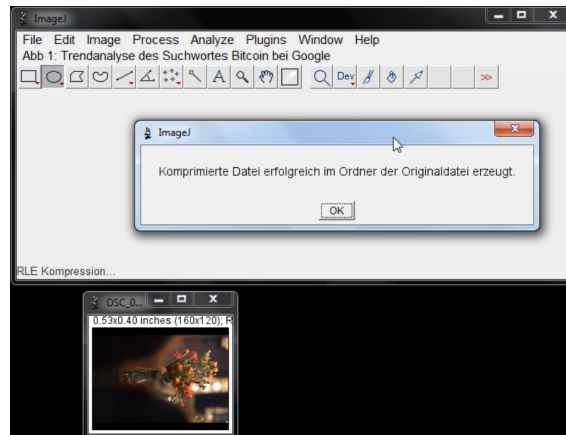 ImageJ
File Edit Image Process Analyze Plugins Window Help
Abb 1: Trendanalyse des Suchwortes Bitcoin bei Google
A Dev >>
ImageJ
Komprimierte Datei erfolgreich im Ordner der Originaldatei erzeugt.
OK
RLE Kompression...
DSC_0...
0.53x0.40 inches (160x120); R